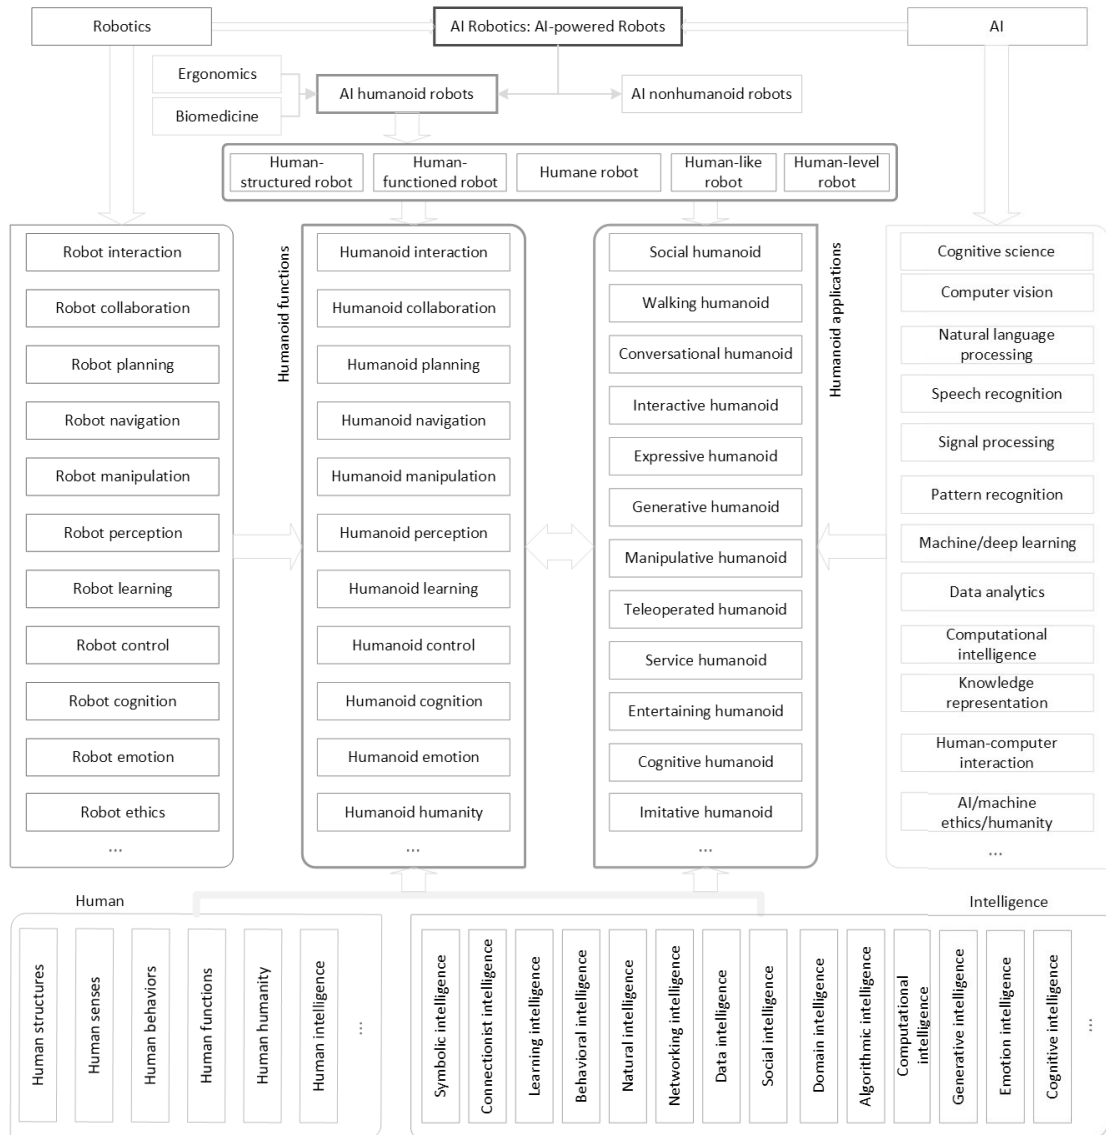 Robotics
AI Robotics: AI-powered Robots
AI
Ergonomics
Biomedicine
AI humanoid robots
AI nonhumanoid robots
Human-
structured robot
Human-
functioned robot
Humane robot
Human-like
robot
Human-level
robot
Robot interaction
Robot collaboration
Robot planning
Robot navigation
Robot manipulation
Robot perception
Robot learning
Robot control
Robot cognition
Robot emotion
Robot ethics
...
Humanoid functions
Humanoid interaction
Humanoid collaboration
Humanoid planning
Humanoid navigation
Humanoid manipulation
Humanoid perception
Humanoid learning
Humanoid control
Humanoid cognition
Humanoid emotion
Humanoid humanity
...
Social humanoid
Walking humanoid
Conversational humanoid
Interactive humanoid
Expressive humanoid
Generative humanoid
Manipulative humanoid
Teleoperated humanoid
Service humanoid
Entertaining humanoid
Cognitive humanoid
Imitative humanoid
...
Humanoid applications
Cognitive science
Computer vision
Natural language
processing
Speech recognition
Signal processing
Pattern recognition
Machine/deep learning
Data analytics
Computational
intelligence
Knowledge
representation
Human-computer
interaction
AI/machine
ethics/humanity
...
Human
Human structures
Human senses
Human behaviors
Human functions
Human humanity
Human intelligence
...
Intelligence
Symbolic intelligence
Connectionist intelligence
Learning intelligence
Behavioral intelligence
Natural intelligence
Networking intelligence
Data intelligence
Social intelligence
Domain intelligence
Algorithmic intelligence
Computational
intelligence
Generative intelligence
Emotion intelligence
Cognitive intelligence
...